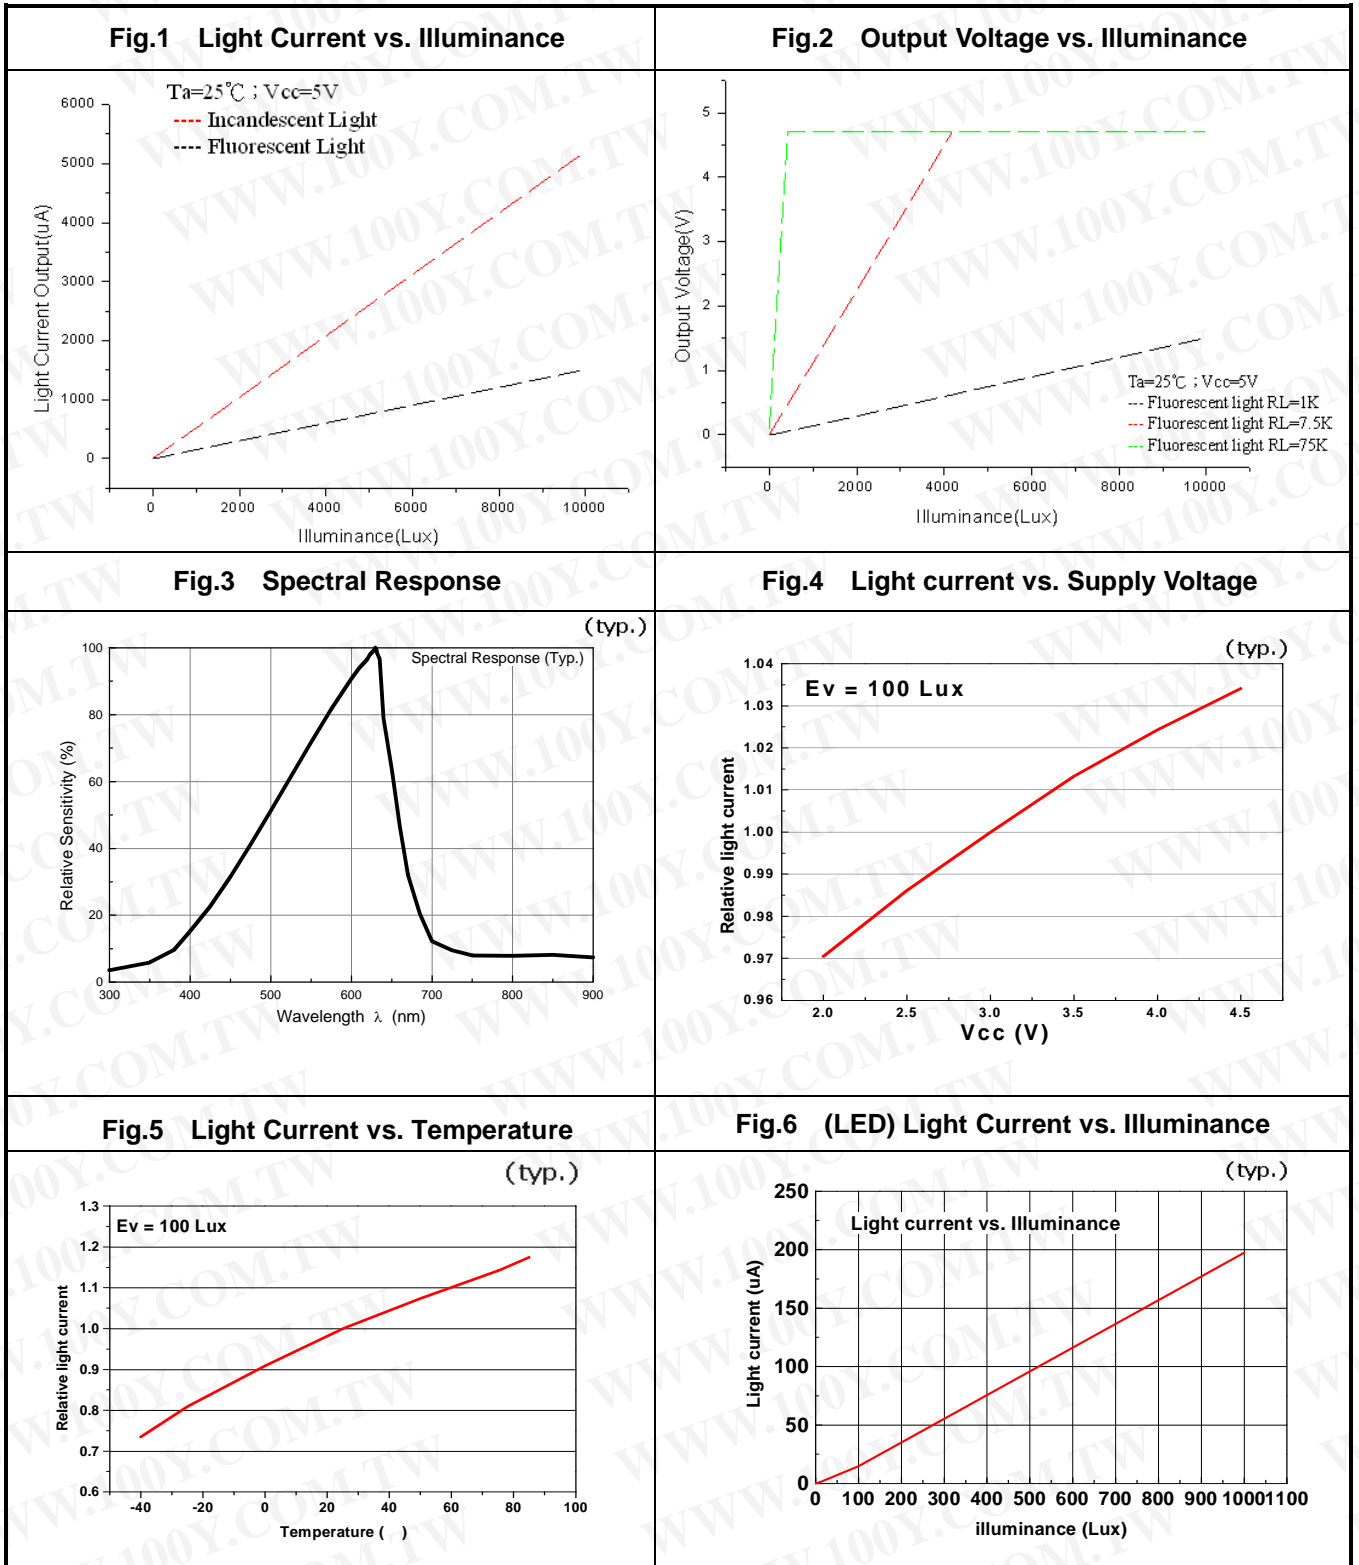 Fig.1 Light Current vs. Illuminance
Ta=25℃ ; Vcc=5V
---- Incandescent Light
---- Fluorescent Light
6000
5000
4000
3000
2000
1000
0
Light Current Output(uA)
0 2000 4000 6000 8000 10000
Illuminance(Lux)
Fig.2 Output Voltage vs. Illuminance
5
4
3
2
1
0
Output Voltage(V)
Ta=25℃ ; Vcc=5V
--- Fluorescent light RL=1K
--- Fluorescent light RL=7.5K
--- Fluorescent light RL=75K
0 2000 4000 6000 8000 10000
Illuminance(Lux)
Fig.3 Spectral Response
(typ.)
Spectral Response (Typ.)
100
80
60
40
20
0
Relative Sensitivity (%)
300 400 500 600 700 800 900
Wavelength λ (nm)
Fig.4 Light current vs. Supply Voltage
(typ.)
Ev = 100 Lux
1.04
1.03
1.02
1.01
1.00
0.99
0.98
0.97
0.96
Relative light current
2.0 2.5 3.0 3.5 4.0 4.5
Vcc (V)
Fig.5 Light Current vs. Temperature
(typ.)
Ev = 100 Lux
1.3
1.2
1.1
1.0
0.9
0.8
0.7
0.6
Relative light current
-40 -20 0 20 40 60 80 100
Temperature ( )
Fig.6 (LED) Light Current vs. Illuminance
(typ.)
Light current vs. Illuminance
250
200
150
100
50
0
Light current (uA)
0 100 200 300 400 500 600 700 800 900 1000 1100
illuminance (Lux)
WWW.100Y.COM.TW